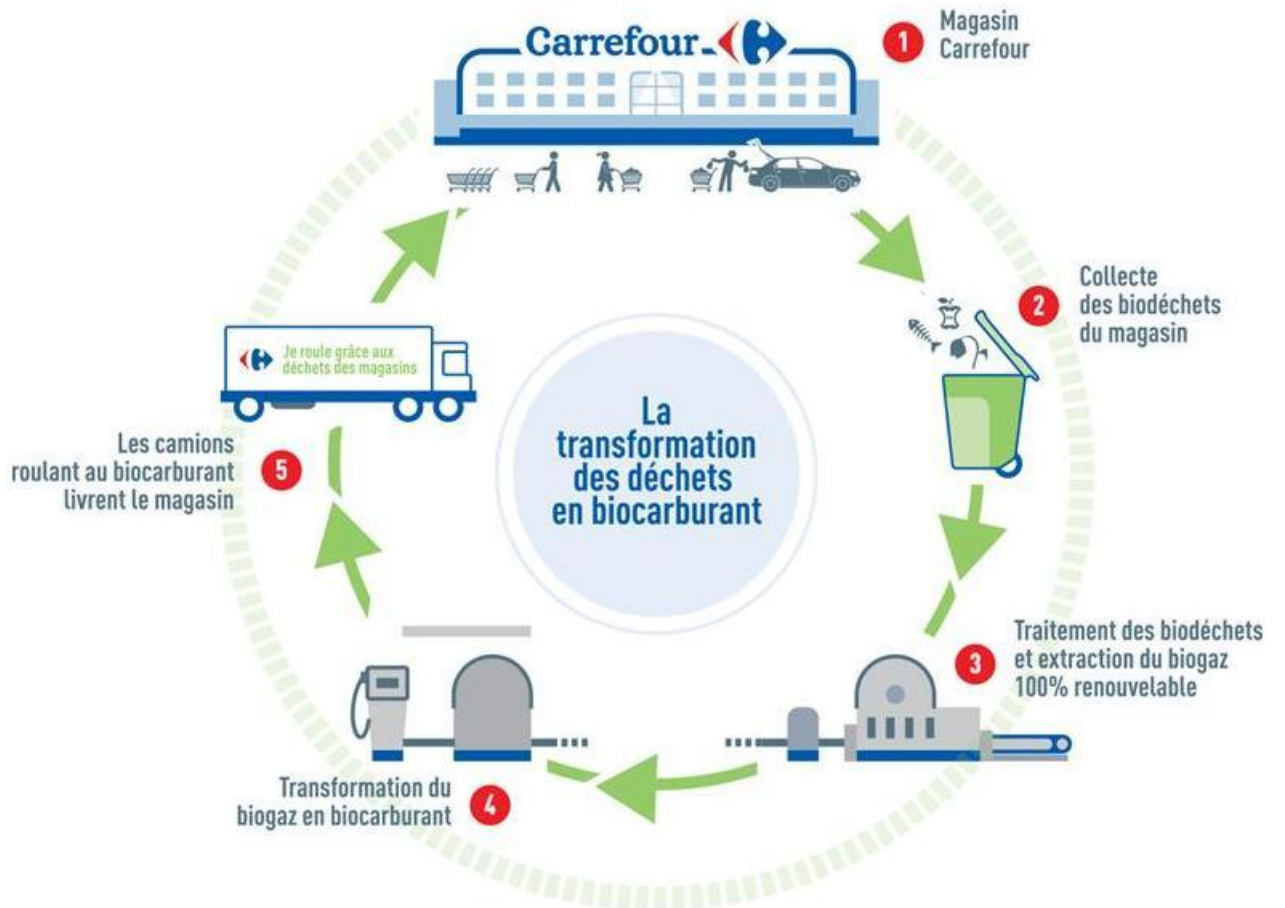 Carrefour
1
Magasin
Carrefour
2
Collecte
des biodéchets
du magasin
3
Traitement des biodéchets
et extraction du biogaz
100% renouvelable
4
Transformation du
biogaz en biocarburant
5
Les camions
roulant au biocarburant
livrent le magasin
Je roule grâce aux
déchets des magasins
La
transformation
des déchets
en biocarburant